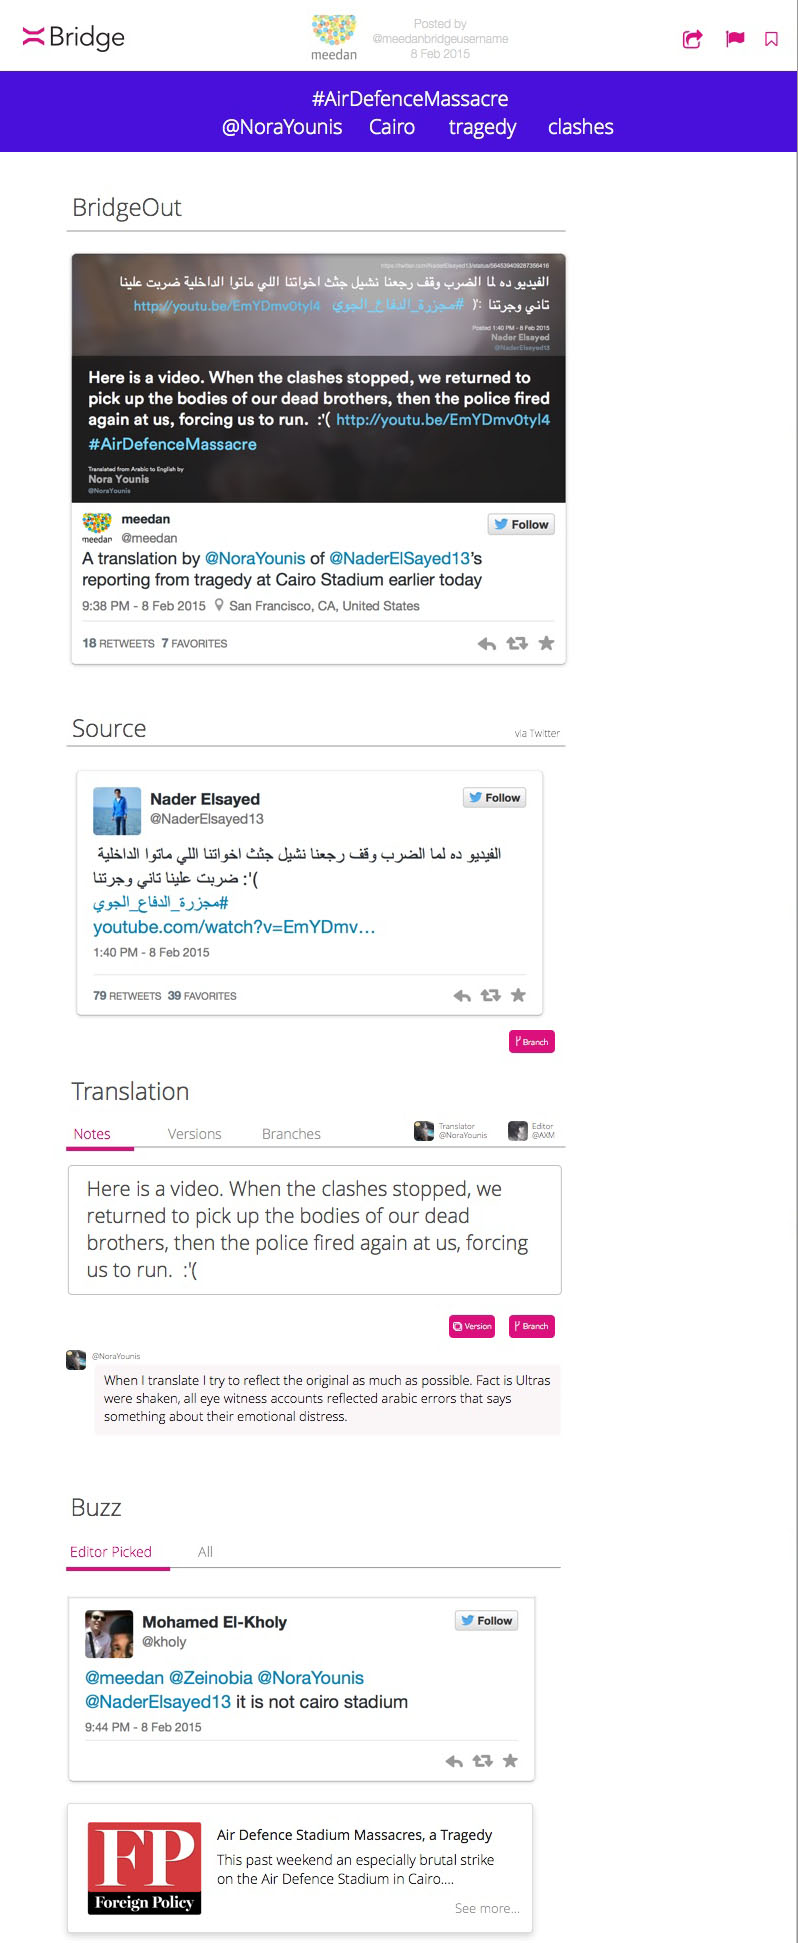 Bridge
meedan
Posted by
@meedanbridgeusername
8 Feb 2015
#AirDefenceMassacre
@NoraYounis Cairo tragedy clashes
BridgeOut
https://twitter.com/NaderElsayed13/status/564539409287356416
الفيديو ده لما الضرب وقف رجعنا نشيل جثث اخواتنا اللي ماتوا الداخلية ضربت علينا
تاني وجرتنا :'( #مجزرة_الدفاع_الجوي http://youtu.be/EmYDmv0tyl4
Posted 1:40 PM - 8 Feb 2015
Nader Elsayed
@NaderElsayed13
Here is a video. When the clashes stopped, we returned to
pick up the bodies of our dead brothers, then the police fired
again at us, forcing us to run. :'( http://youtu.be/EmYDmv0tyl4
#AirDefenceMassacre
Translated from Arabic to English by
Nora Younis
@NoraYounis
meedan
meedan
@meedan
Follow
A translation by @NoraYounis of @NaderElSayed13's
reporting from tragedy at Cairo Stadium earlier today
9:38 PM - 8 Feb 2015 San Francisco, CA, United States
18 RETWEETS 7 FAVORITES
Source
via Twitter
Nader Elsayed
@NaderElsayed13
Follow
الفيديو ده لما الضرب وقف رجعنا نشيل جثث اخواتنا اللي ماتوا الداخلية
ضربت علينا تاني وجرتنا :'(
#مجزرة_الدفاع_الجوي
youtube.com/watch?v=EmYDmv...
1:40 PM - 8 Feb 2015
79 RETWEETS 39 FAVORITES
Branch
Translation
Notes Versions Branches
Translator
@NoraYounis
Editor
@AXM
Here is a video. When the clashes stopped, we
returned to pick up the bodies of our dead
brothers, then the police fired again at us, forcing
us to run. :'(
Version Branch
@NoraYounis
When I translate I try to reflect the original as much as possible. Fact is Ultras
were shaken, all eye witness accounts reflected arabic errors that says
something about their emotional distress.
Buzz
Editor Picked All
Mohamed El-Kholy
@kholy
Follow
@meedan @Zeinobia @NoraYounis
@NaderElsayed13 it is not cairo stadium
9:44 PM - 8 Feb 2015
FP
Foreign Policy
Air Defence Stadium Massacres, a Tragedy
This past weekend an especially brutal strike
on the Air Defence Stadium in Cairo....
See more...